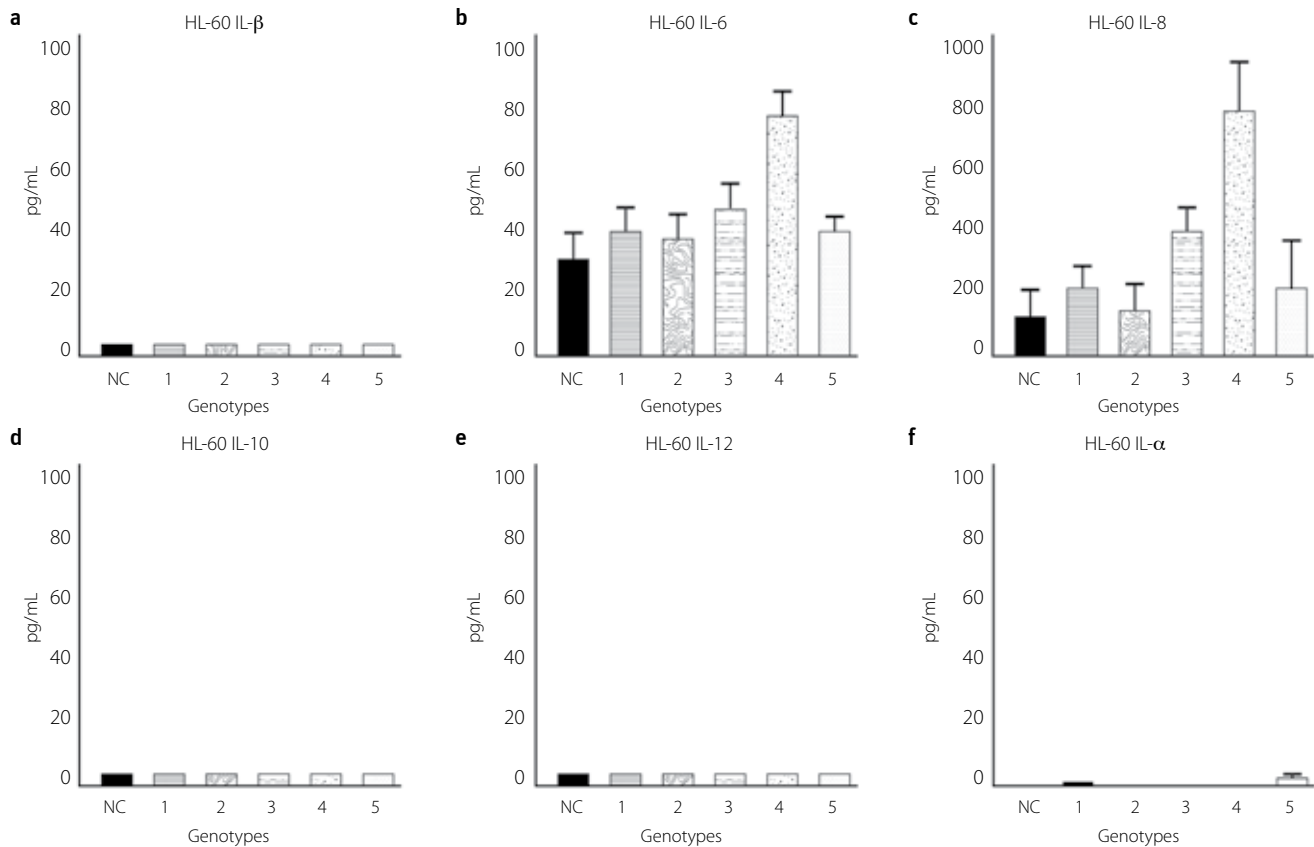 a
HL-60 IL-β
100
80
60
40
20
0
pg/mL
NC 1 2 3 4 5
Genotypes
b
HL-60 IL-6
100
80
60
40
20
0
pg/mL
NC 1 2 3 4 5
Genotypes
c
HL-60 IL-8
1000
800
600
400
200
0
pg/mL
NC 1 2 3 4 5
Genotypes
d
HL-60 IL-10
100
80
60
40
20
0
pg/mL
NC 1 2 3 4 5
Genotypes
e
HL-60 IL-12
100
80
60
40
20
0
pg/mL
NC 1 2 3 4 5
Genotypes
f
HL-60 IL-α
100
80
60
40
20
0
pg/mL
NC 1 2 3 4 5
Genotypes